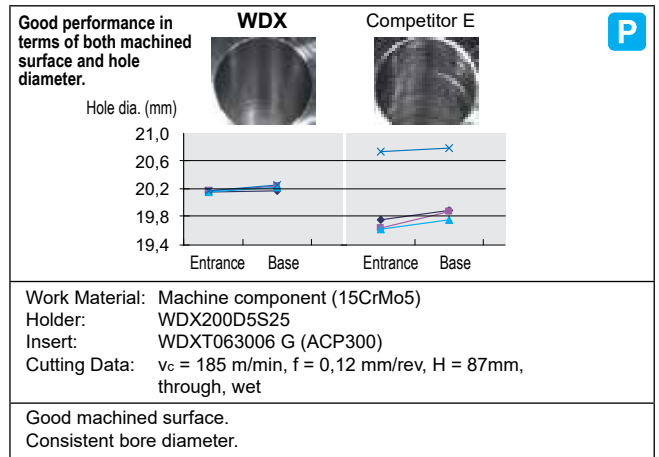 Good performance in
terms of both machined
surface and hole
diameter.
WDX
Competitor E
P
Hole dia. (mm)
21,0
20,6
20,2
19,8
19,4
Entrance Base Entrance Base
Work Material: Machine component (15CrMo5)
Holder: WDX200D5S25
Insert: WDXT063006 G (ACP300)
Cutting Data: vc = 185 m/min, f = 0,12 mm/rev, H = 87mm,
through, wet
Good machined surface.
Consistent bore diameter.